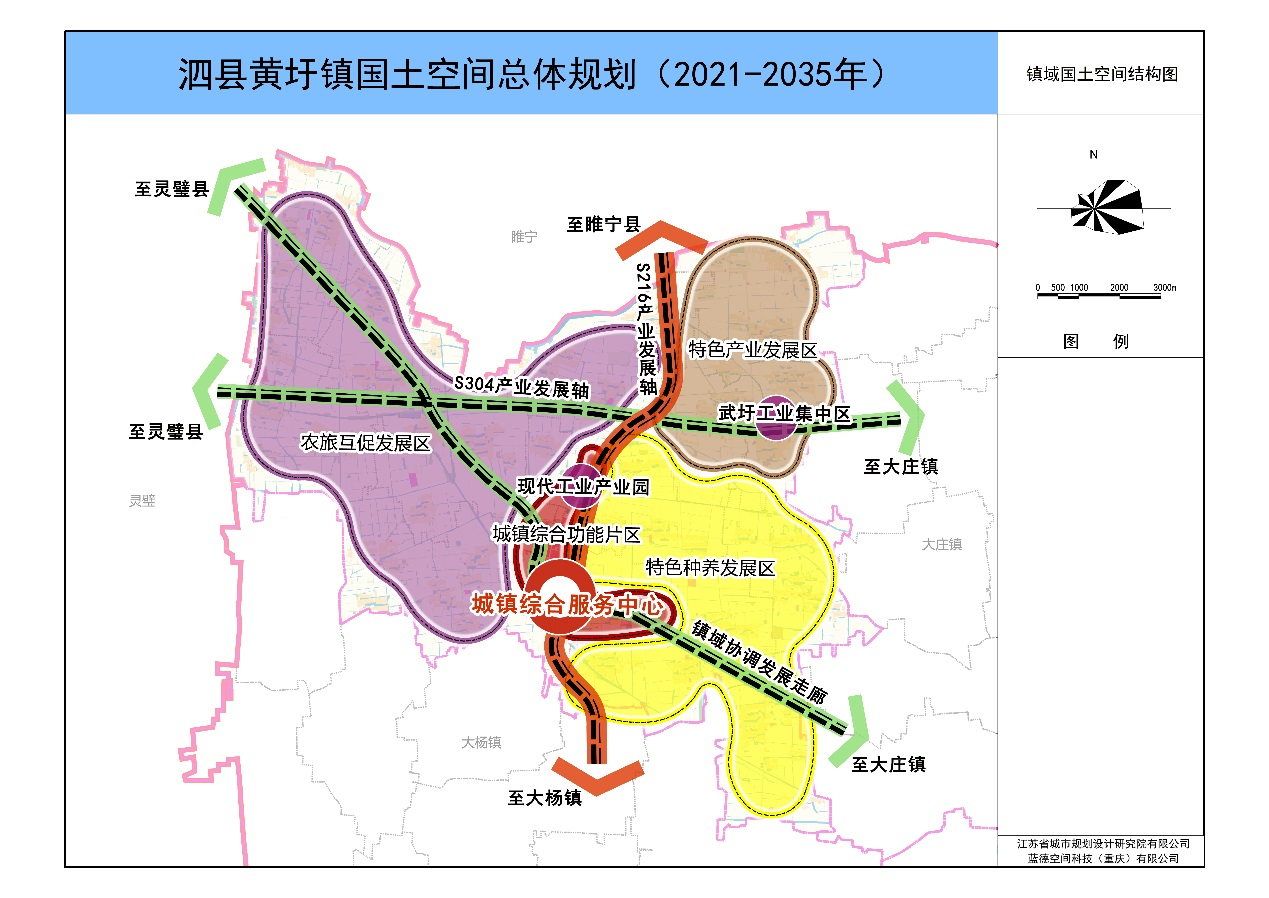 泗县黄圩镇国土空间总体规划（2021-2035年）
镇域国土空间结构图
N
0 500 1000 2000 3000m
图 例
至灵璧县
至睢宁县
睢宁
S216产业发展轴
特色产业发展区
S304产业发展轴
武圩工业集中区
至灵璧县
农旅互促发展区
至大庄镇
现代工业产业园
灵璧
城镇综合功能片区
大庄镇
特色种养发展区
城镇综合服务中心
镇域协调发展走廊
大杨镇
至大庄镇
至大杨镇
江苏省城市规划设计研究院有限公司
蓝德空间科技（重庆）有限公司